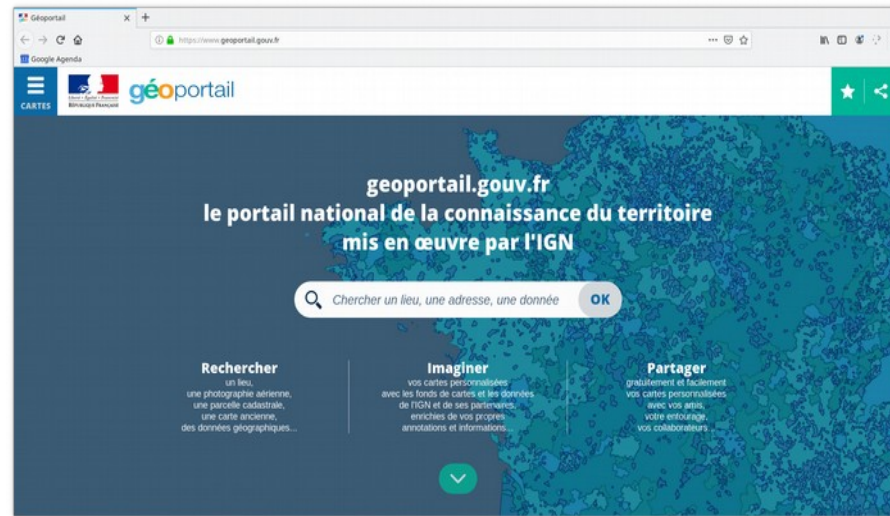 Géoportail
https://www.geoportail.gouv.fr
Google Agenda
CARTES
RÉPUBLIQUE FRANÇAISE
géoportail
geoportail.gouv.fr
le portail national de la connaissance du territoire
mis en œuvre par l'IGN
Chercher un lieu, une adresse, une donnée
OK
Rechercher
un lieu,
une photographie aérienne,
une parcelle cadastrale,
une carte ancienne,
des données géographiques...
Imaginer
vos cartes personnalisées
avec les fonds de cartes et les données
de l'IGN et de ses partenaires,
enrichies de vos propres
annotations et informations...
Partager
gratuitement et facilement
vos cartes personnalisées
avec vos amis,
votre entourage,
vos collaborateurs...